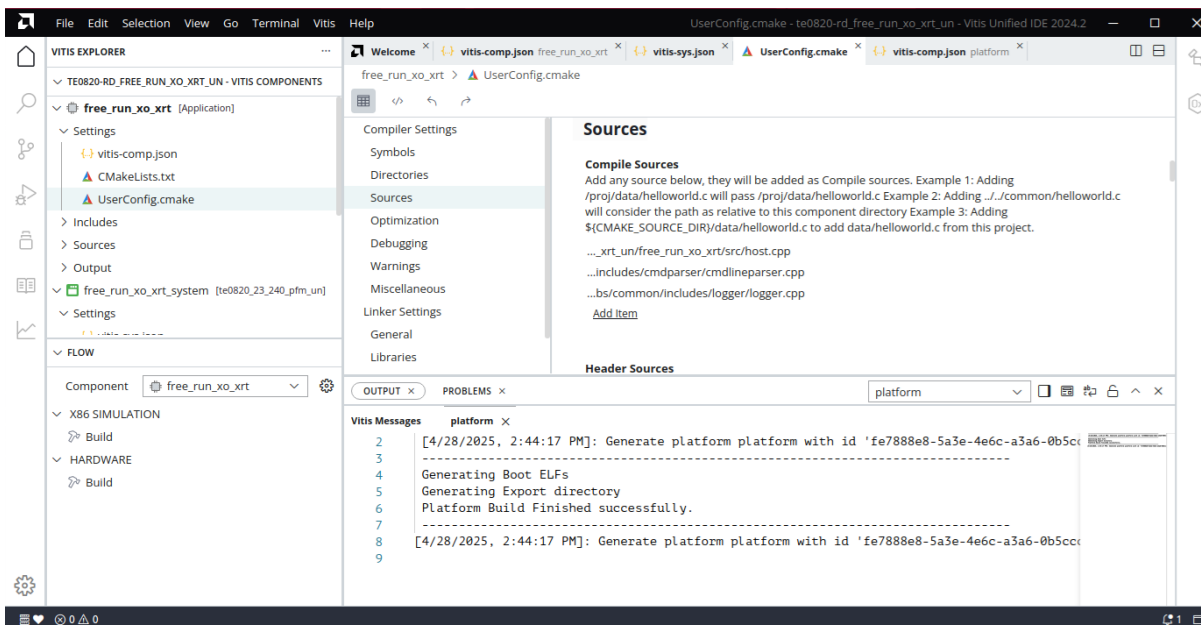 File Edit Selection View Go Terminal Vitis Help
UserConfig.cmake - te0820-rd_free_run_xo_xrt_un - Vitis Unified IDE 2024.2
VITIS EXPLORER
TE0820-RD_FREE_RUN_XO_XRT_UN - VITIS COMPONENTS
free_run_xo_xrt [Application]
Settings
vitis-comp.json
CMakeLists.txt
UserConfig.cmake
Includes
Sources
Output
free_run_xo_xrt_system [te0820_23_240_pfm_un]
Settings
FLOW
Component free_run_xo_xrt
X86 SIMULATION
Build
HARDWARE
Build
Welcome vitis-comp.json free_run_xo_xrt vitis-sys.json UserConfig.cmake vitis-comp.json platform
free_run_xo_xrt > UserConfig.cmake
Compiler Settings
Symbols
Directories
Sources
Optimization
Debugging
Warnings
Miscellaneous
Linker Settings
General
Libraries
Sources
Compile Sources
Add any source below, they will be added as Compile sources. Example 1: Adding
/proj/data/helloworld.c will pass /proj/data/helloworld.c Example 2: Adding ../../common/helloworld.c
will consider the path as relative to this component directory Example 3: Adding
${CMAKE_SOURCE_DIR}/data/helloworld.c to add data/helloworld.c from this project.
..._xrt_un/free_run_xo_xrt/src/host.cpp
...includes/cmdparser/cmdlineparser.cpp
...bs/common/includes/logger/logger.cpp
Add Item
Header Sources
OUTPUT PROBLEMS platform
Vitis Messages platform
2 [4/28/2025, 2:44:17 PM]: Generate platform platform with id 'fe7888e8-5a3e-4e6c-a3a6-0b5cc
3 --------------------------------------------------------------------------------
4 Generating Boot ELFs
5 Generating Export directory
6 Platform Build Finished successfully.
7 --------------------------------------------------------------------------------
8 [4/28/2025, 2:44:17 PM]: Generate platform platform with id 'fe7888e8-5a3e-4e6c-a3a6-0b5ccc
9
0 0
1